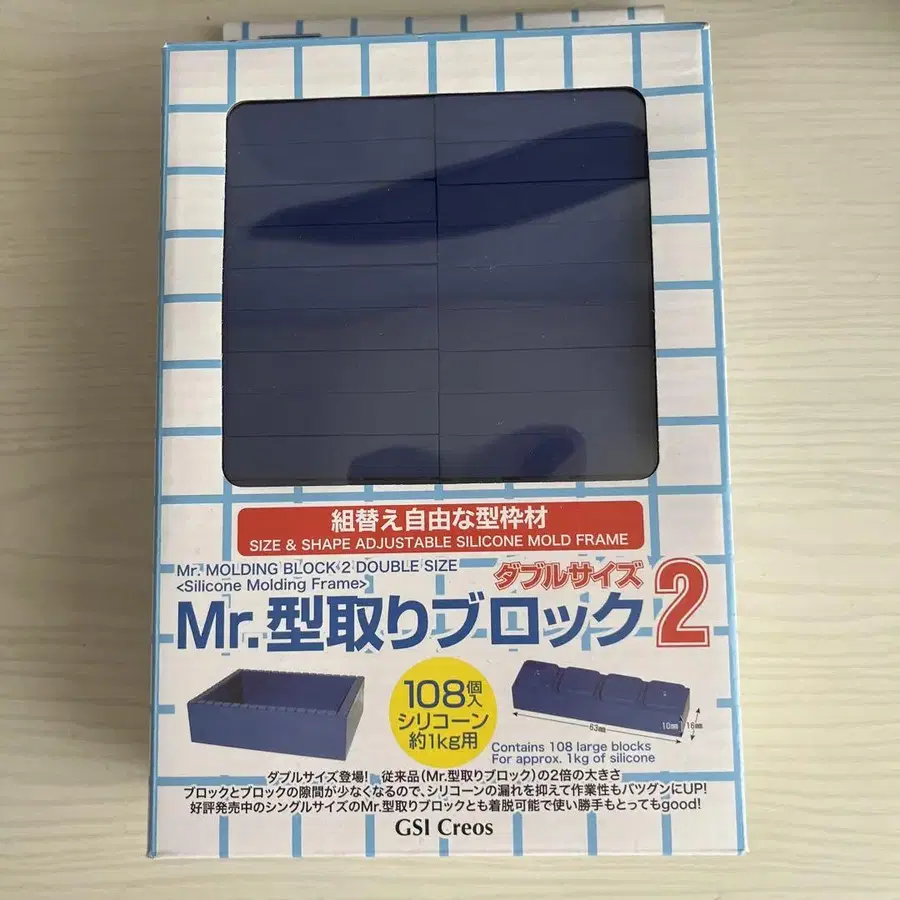 組替え自由な型枠材
SIZE & SHAPE ADJUSTABLE SILICONE MOLD FRAME
Mr. MOLDING BLOCK 2 DOUBLE SIZE
<Silicone Molding Frame>
ダブルサイズ
Mr.型取りブロック2
108個入
シリコーン
約1kg用
63mm
10mm
16mm
Contains 108 large blocks
For approx. 1kg of silicone
ダブルサイズ登場! 従来品(Mr.型取りブロック)の2倍の大きさ
ブロックとブロックの隙間が少なくなるので、シリコーンの漏れを抑えて作業性もバツグンにUP!
好評発売中のシングルサイズのMr.型取りブロックとも着脱可能で使い勝手もとってもgood!
GSI Creos